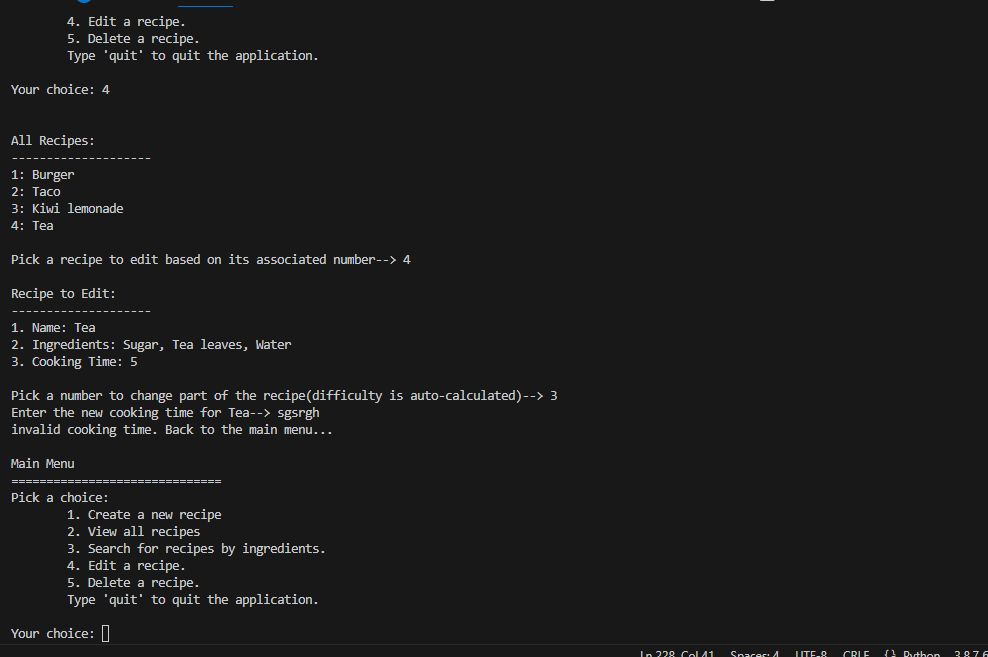 4. Edit a recipe.
5. Delete a recipe.
Type 'quit' to quit the application.
Your choice: 4
All Recipes:
--------------------
1: Burger
2: Taco
3: Kiwi lemonade
4: Tea
Pick a recipe to edit based on its associated number--> 4
Recipe to Edit:
--------------------
1. Name: Tea
2. Ingredients: Sugar, Tea leaves, Water
3. Cooking Time: 5
Pick a number to change part of the recipe(difficulty is auto-calculated)--> 3
Enter the new cooking time for Tea--> sgsrgh
invalid cooking time. Back to the main menu...
Main Menu
==============================
Pick a choice:
1. Create a new recipe
2. View all recipes
3. Search for recipes by ingredients.
4. Edit a recipe.
5. Delete a recipe.
Type 'quit' to quit the application.
Your choice:
Ln 228, Col 41 Spaces: 4 UTF-8 CRLF {} Python 3.8.7